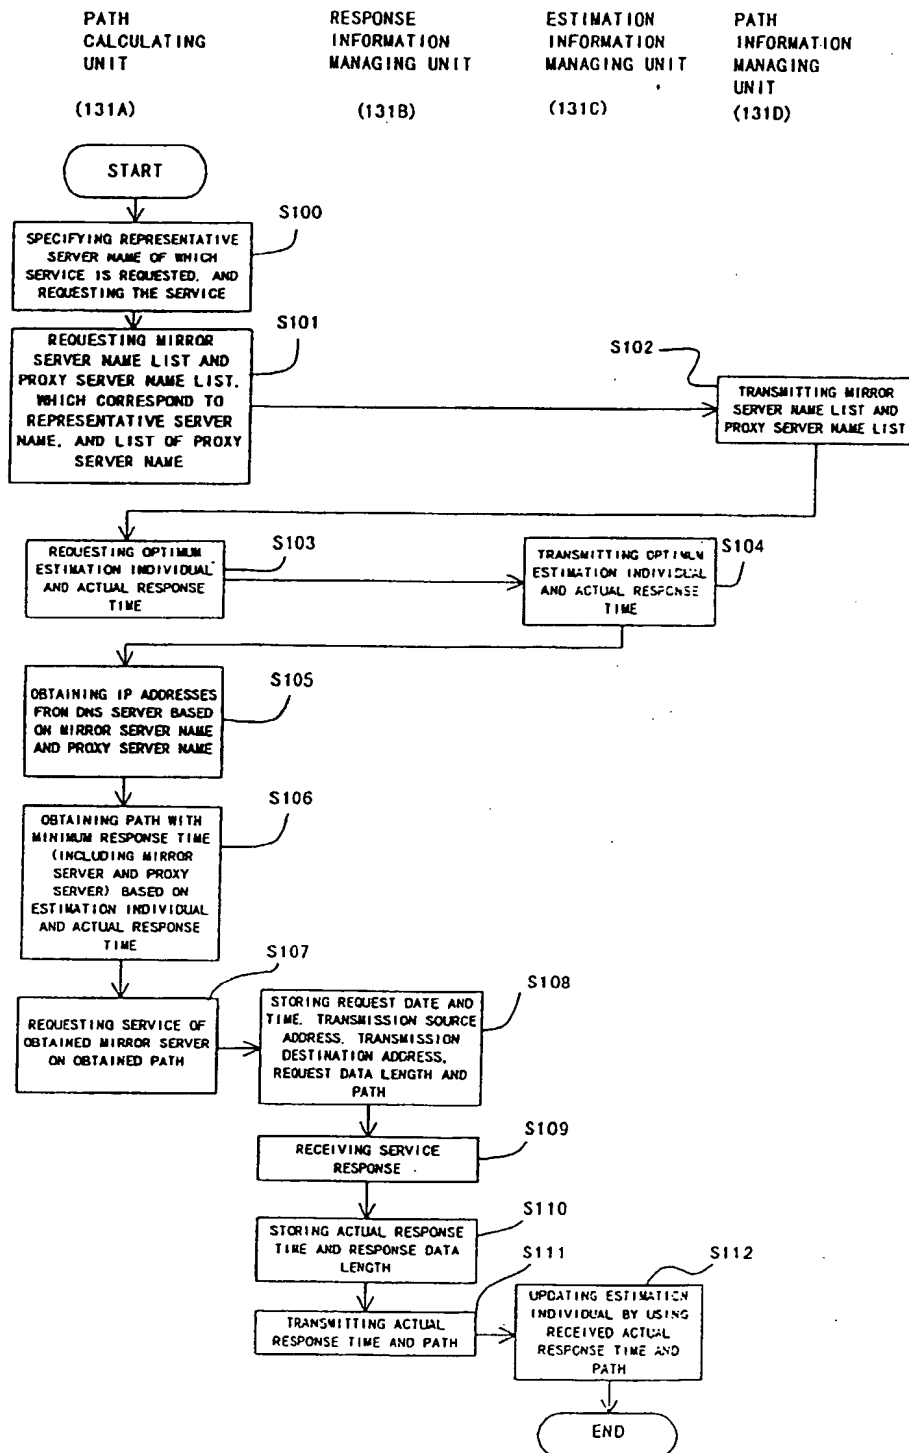 PATH
CALCULATING
UNIT
(131A)
RESPONSE
INFORMATION
MANAGING UNIT
(131B)
ESTIMATION
INFORMATION
MANAGING UNIT
(131C)
PATH
INFORMATION
MANAGING
UNIT
(131D)
START
S100
SPECIFYING REPRESENTATIVE
SERVER NAME OF WHICH
SERVICE IS REQUESTED, AND
REQUESTING THE SERVICE
S101
REQUESTING MIRROR
SERVER NAME LIST AND
PROXY SERVER NAME LIST,
WHICH CORRESPOND TO
REPRESENTATIVE SERVER
NAME, AND LIST OF PROXY
SERVER NAME
S102
TRANSMITTING MIRROR
SERVER NAME LIST AND
PROXY SERVER NAME LIST
S103
REQUESTING OPTIMUM
ESTIMATION INDIVIDUAL
AND ACTUAL RESPONSE
TIME
S104
TRANSMITTING OPTIMUM
ESTIMATION INDIVIDUAL
AND ACTUAL RESPONSE
TIME
S105
OBTAINING IP ADDRESSES
FROM DNS SERVER BASED
ON MIRROR SERVER NAME
AND PROXY SERVER NAME
S106
OBTAINING PATH WITH
MINIMUM RESPONSE TIME
(INCLUDING MIRROR
SERVER AND PROXY
SERVER) BASED ON
ESTIMATION INDIVIDUAL
AND ACTUAL RESPONSE
TIME
S107
REQUESTING SERVICE OF
OBTAINED MIRROR SERVER
ON OBTAINED PATH
S108
STORING REQUEST DATE AND
TIME, TRANSMISSION SOURCE
ADDRESS, TRANSMISSION
DESTINATION ADDRESS,
REQUEST DATA LENGTH AND
PATH
S109
RECEIVING SERVICE
RESPONSE
S110
STORING ACTUAL RESPONSE
TIME AND RESPONSE DATA
LENGTH
S111
TRANSMITTING ACTUAL
RESPONSE TIME AND PATH
S112
UPDATING ESTIMATION
INDIVIDUAL BY USING
RECEIVED ACTUAL
RESPONSE TIME AND
PATH
END